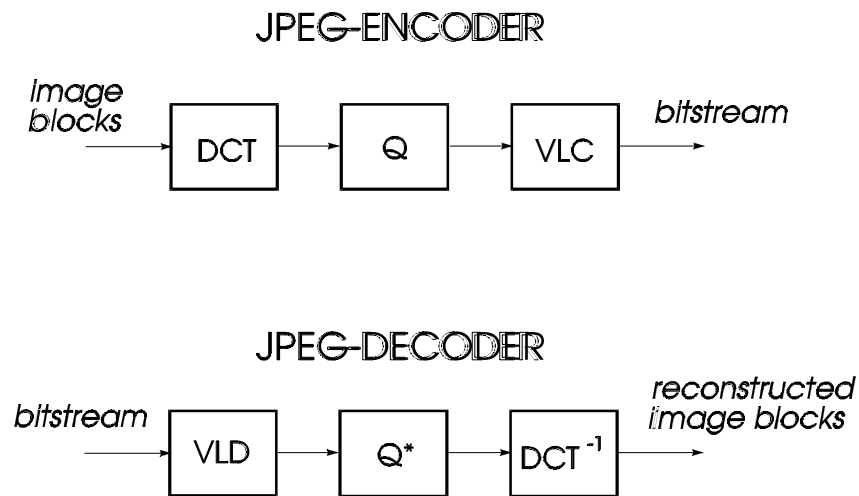 JPEG-ENCODER
image
blocks
DCT
Q
VLC
bitstream
JPEG-DECODER
bitstream
VLD
Q*
DCT⁻¹
reconstructed
image blocks